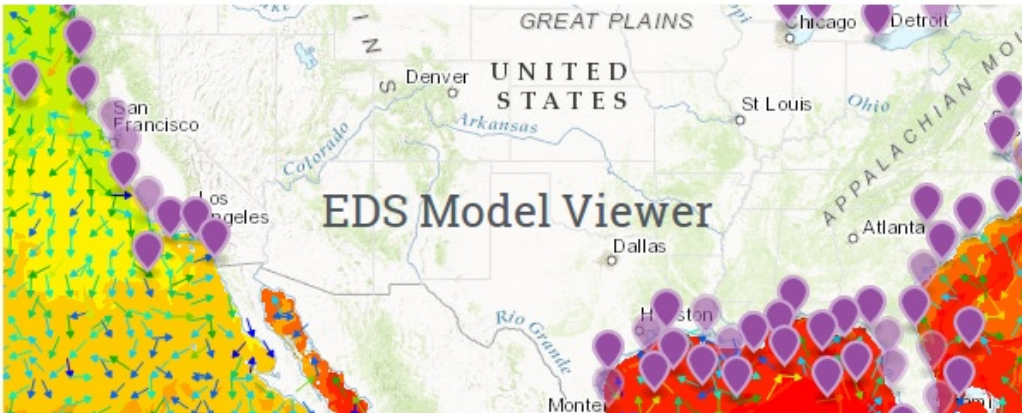 GREAT PLAINS
Chicago
Detroit
I N S
Denver
UNITED
STATES
St Louis
Ohio
San
Francisco
Arkansas
Colorado
APPALACHIAN
Los
EDS Model Viewer
Atlanta
Dallas
Rio Grande